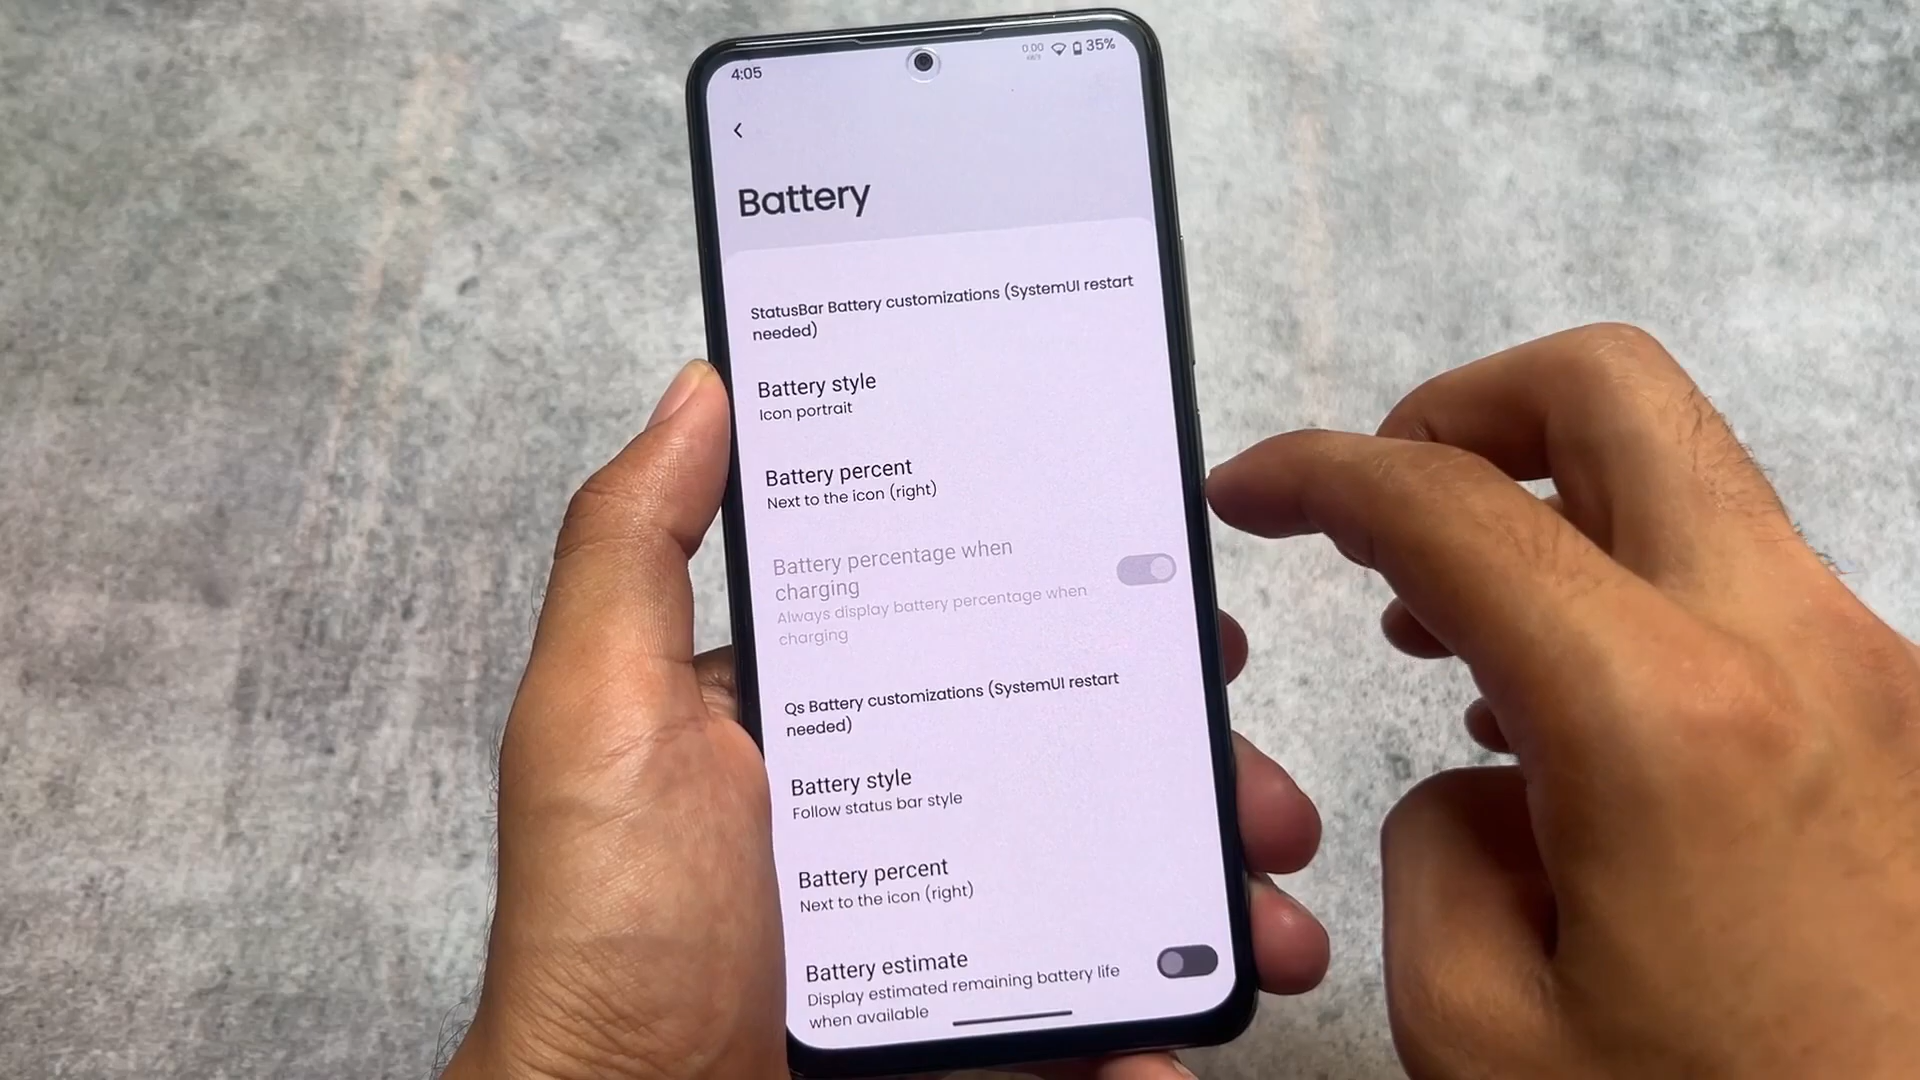 4:05
0.00
35%
Battery
StatusBar Battery customizations (SystemUI restart
needed)
Battery style
Icon portrait
Battery percent
Next to the icon (right)
Battery percentage when
charging
Always display battery percentage when
charging
Qs Battery customizations (SystemUI restart
needed)
Battery style
Follow status bar style
Battery percent
Next to the icon (right)
Battery estimate
Display estimated remaining battery life
when available